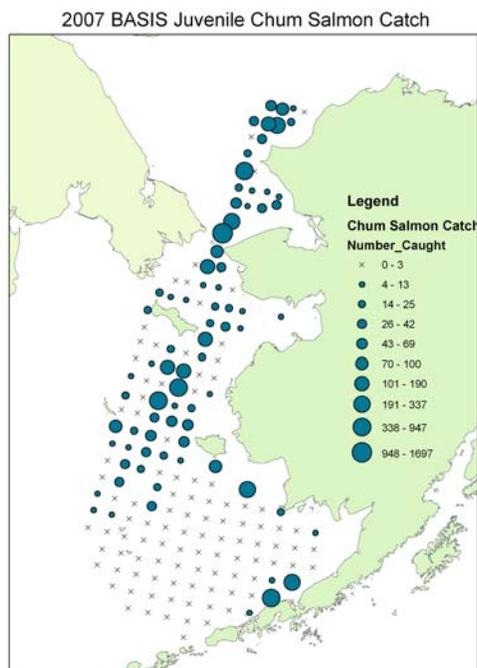 2007 BASIS Juvenile Chum Salmon Catch
Legend
Chum Salmon Catch
Number_Caught
0 - 3
4 - 13
14 - 25
26 - 42
43 - 69
70 - 100
101 - 190
191 - 337
338 - 947
948 - 1697